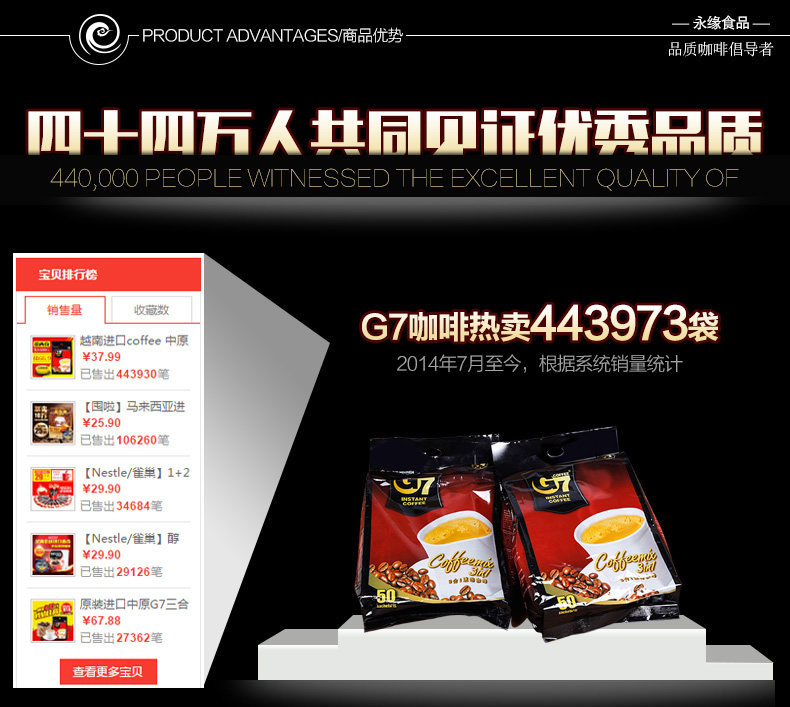 PRODUCT ADVANTAGES/商品优势
永缘食品
品质咖啡倡导者
四十四万人共同见证优秀品质
440,000 PEOPLE WITNESSED THE EXCELLENT QUALITY OF
宝贝排行榜
销售量
收藏数
越南进口coffee 中原
¥37.99
已售出443930笔
【囤啦】马来西亚进
¥25.90
已售出106260笔
【Nestle/雀巢】1+2
¥29.90
已售出34684笔
【Nestle/雀巢】醇
¥29.90
已售出29126笔
原装进口中原G7三合
¥67.88
已售出27362笔
查看更多宝贝
G7咖啡热卖443973袋
2014年7月至今，根据系统销量统计
G7
INSTANT
COFFEE
Coffeemix
3in1
50
COFFEE
G7
INSTANT
COFFEE
Coffeemix
3in1
50